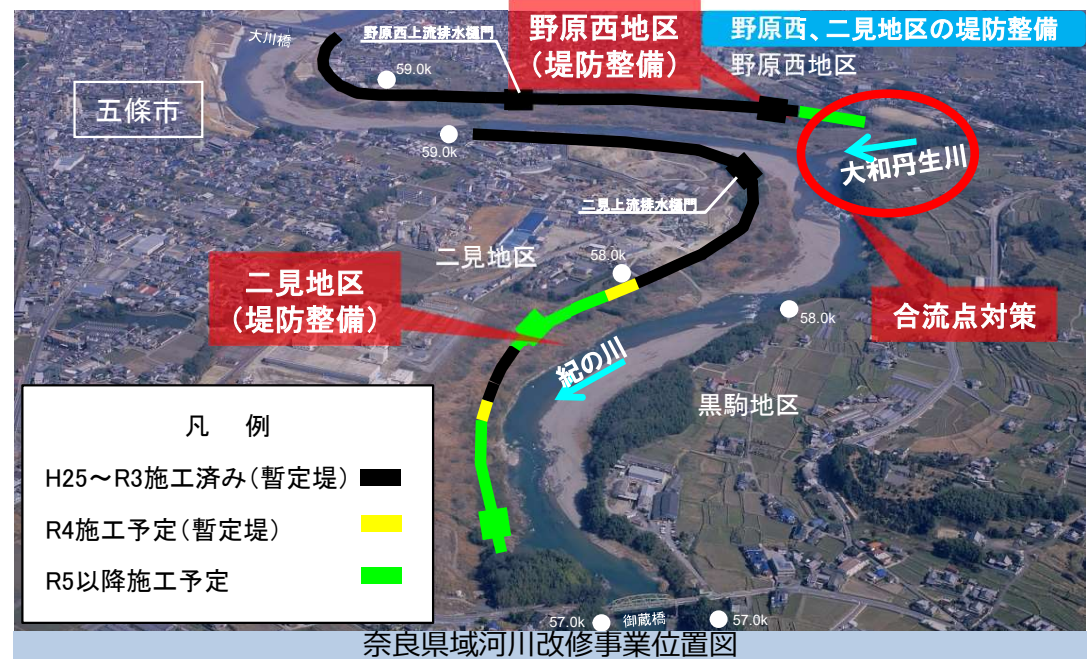 野原西、二見地区の堤防整備
野原西地区
（堤防整備）
野原西地区
大川橋
野原西上流排水樋門
59.0k
五條市
59.0k
大和丹生川
二見上流排水樋門
二見地区
58.0k
二見地区
（堤防整備）
58.0k
合流点対策
紀の川
黒駒地区
凡 例
H25～R3施工済み（暫定堤）
R4施工予定（暫定堤）
R5以降施工予定
57.0k
御蔵橋
57.0k
奈良県域河川改修事業位置図